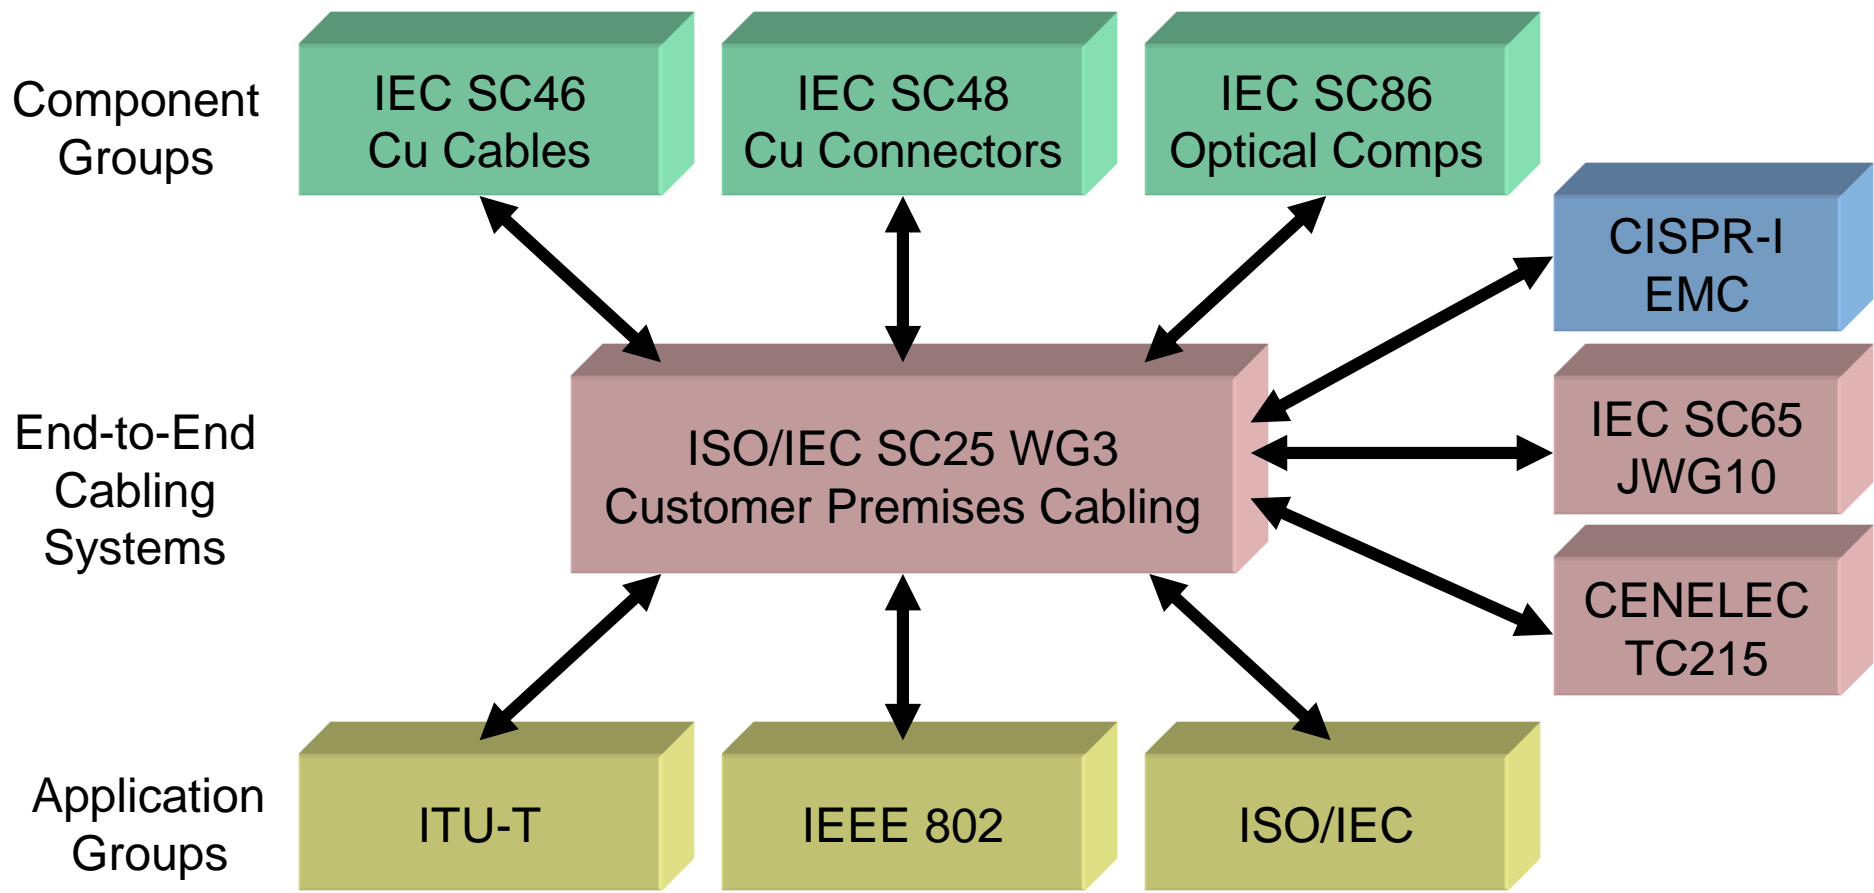 Component
Groups
IEC SC46
Cu Cables
IEC SC48
Cu Connectors
IEC SC86
Optical Comps
CISPR-I
EMC
End-to-End
Cabling
Systems
ISO/IEC SC25 WG3
Customer Premises Cabling
IEC SC65
JWG10
CENELEC
TC215
Application
Groups
ITU-T
IEEE 802
ISO/IEC